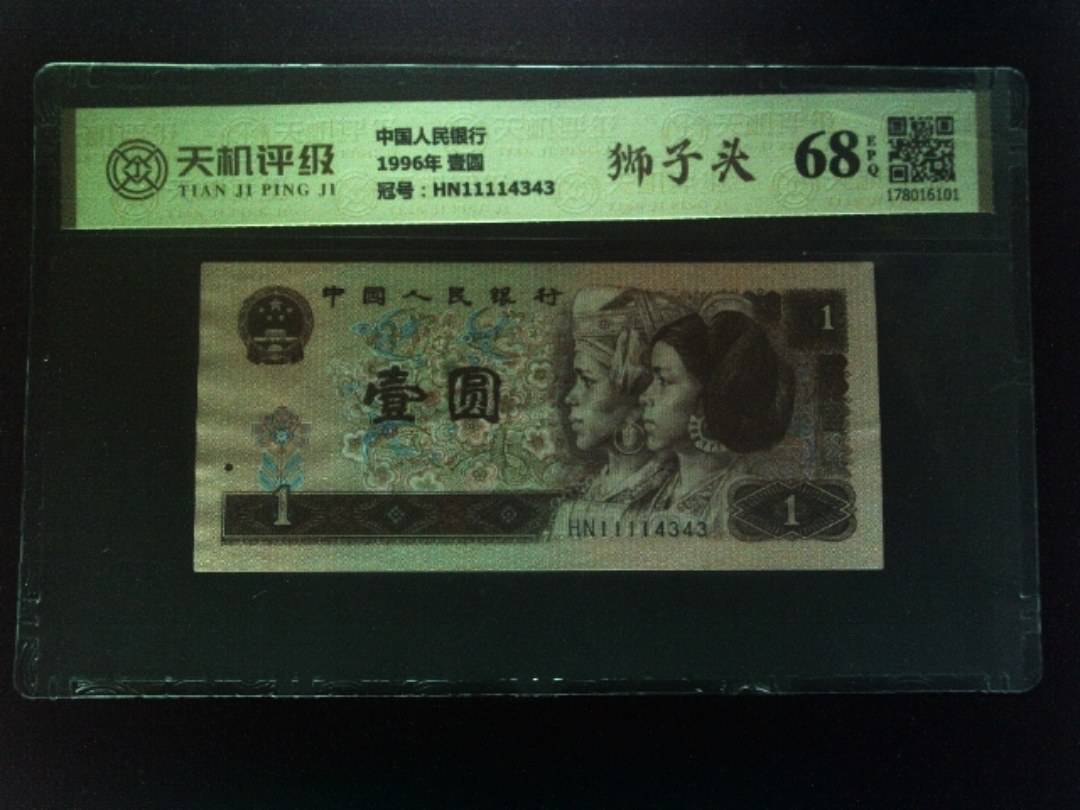 天机评级
TIAN JI PING JI
中国人民银行
1996年 壹圆
冠号：HN11114343
狮子头
68
EPQ
178016101
中国人民银行
1
壹圆
1
HN11114343
1